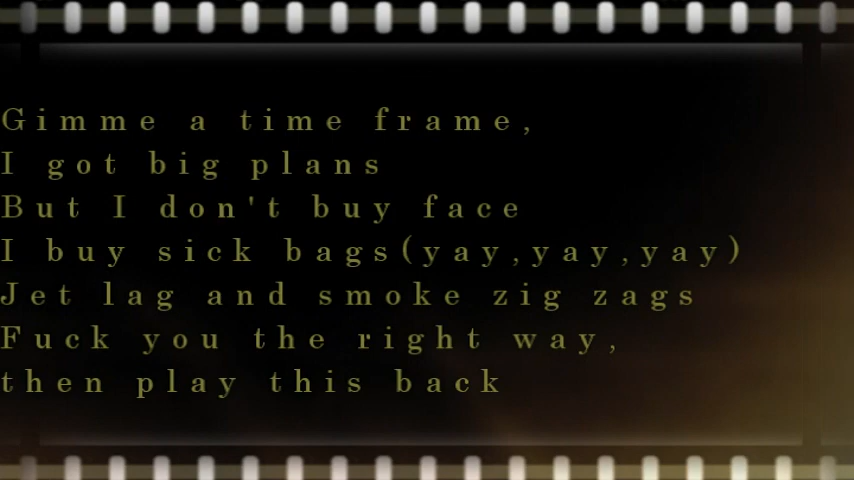 Gimme a time frame,
I got big plans
But I don't buy face
I buy sick bags(yay,yay,yay)
Jet lag and smoke zig zags
Fuck you the right way,
then play this back